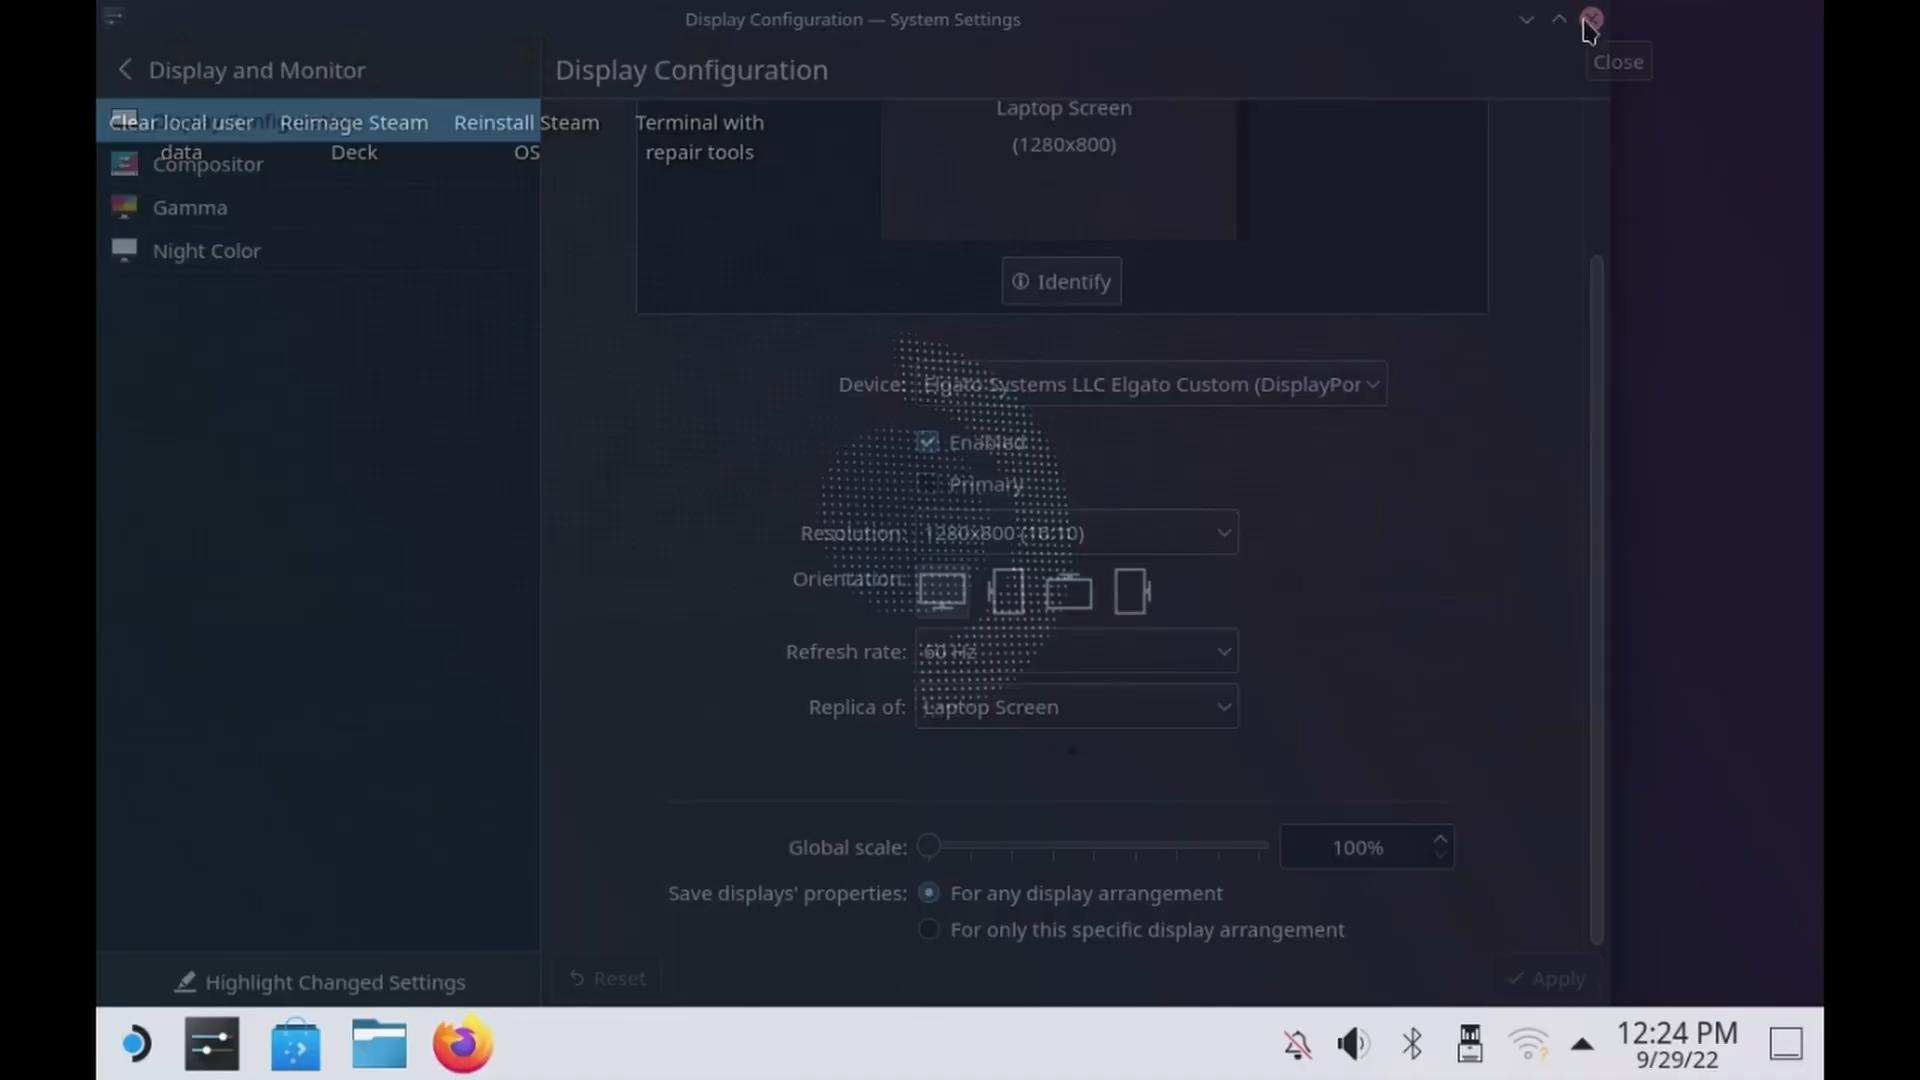 Display Configuration — System Settings
Close
Display and Monitor
Display Configuration
Clear local user data
Reimage Steam Deck
Reinstall Steam OS
Terminal with repair tools
Compositor
Gamma
Night Color
Highlight Changed Settings
Laptop Screen
(1280x800)
Identify
Device: Elgato Systems LLC Elgato Custom (DisplayPor
Enabled
Primary
Resolution: 1280x800 (16:10)
Orientation:
Refresh rate: 60 Hz
Replica of: Laptop Screen
Global scale: 100%
Save displays' properties: For any display arrangement
For only this specific display arrangement
Reset
Apply
12:24 PM
9/29/22